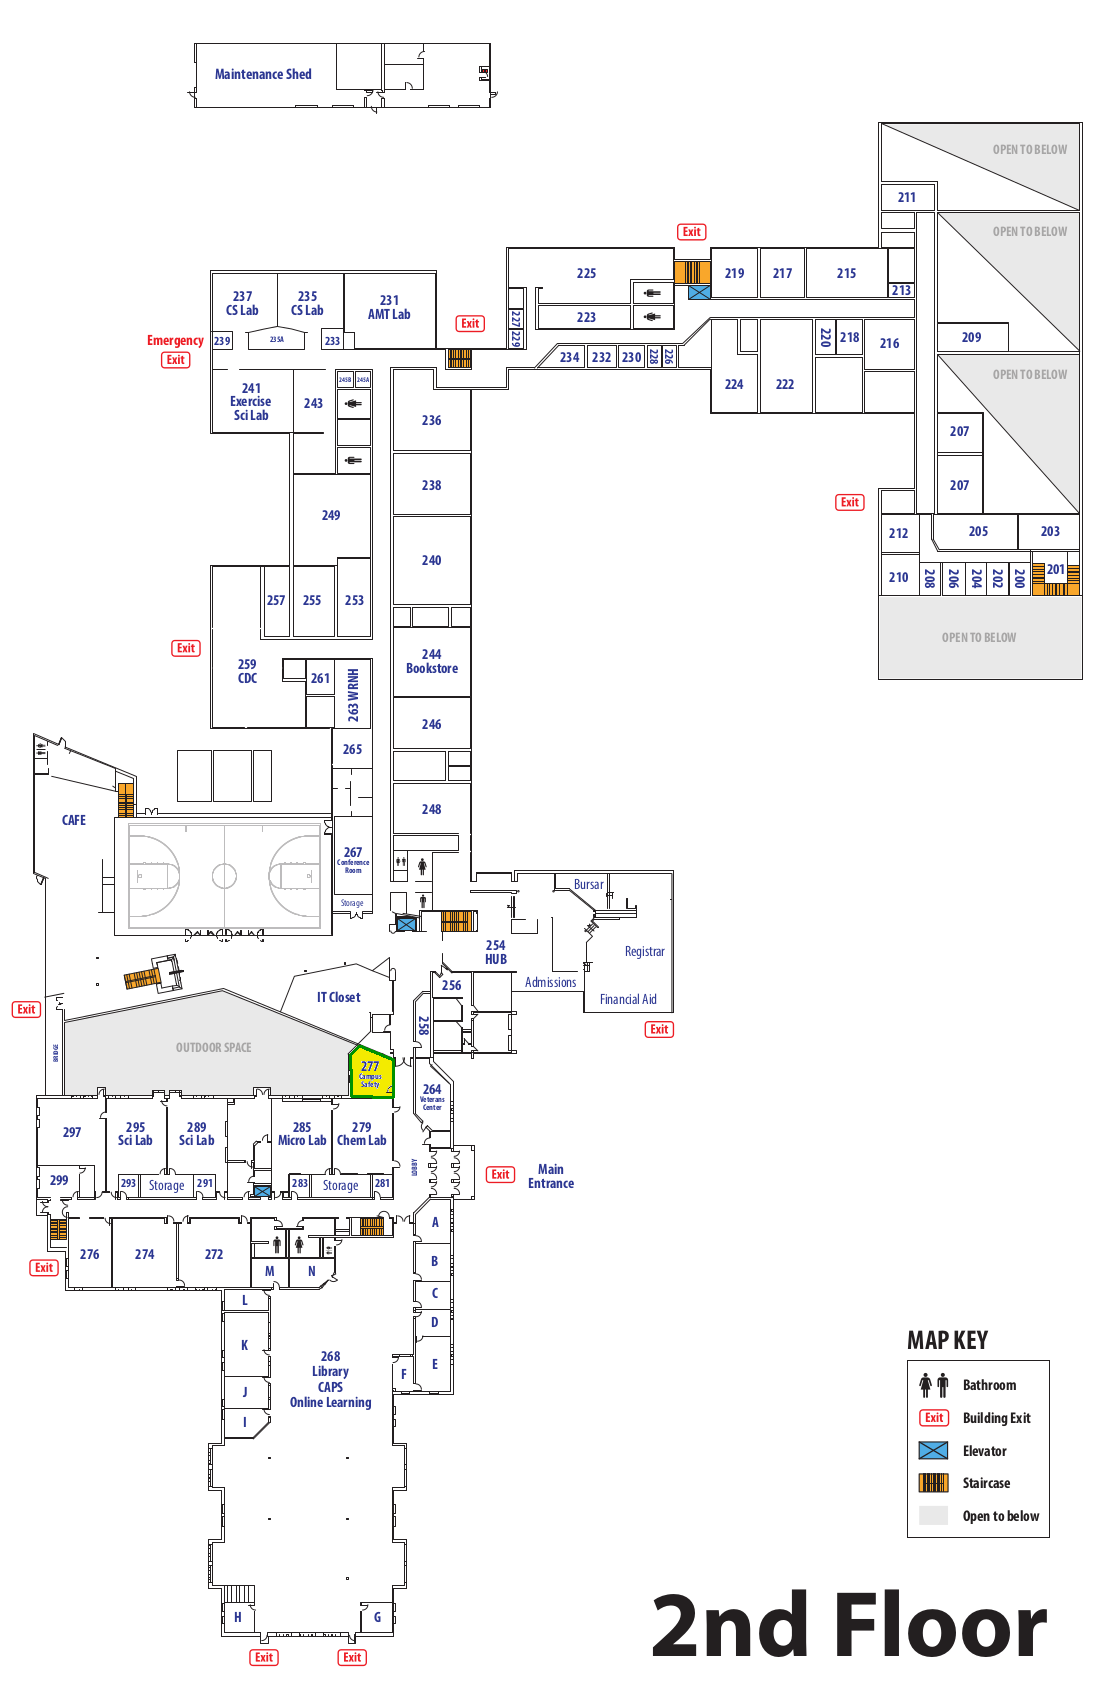 Maintenance Shed
OPEN TO BELOW
211
OPEN TO BELOW
Exit
225
219
217
215
213
237
CS Lab
235
CS Lab
231
AMT Lab
227
229
223
Exit
Emergency
Exit
239
235A
233
209
234
232
230
228
226
220
218
216
224
222
OPEN TO BELOW
241
Exercise
Sci Lab
243
245B
245A
236
207
238
207
Exit
249
240
212
205
203
210
208
206
204
202
200
201
257
255
253
OPEN TO BELOW
Exit
259
CDC
261
263 WRNH
244
Bookstore
246
265
CAFE
248
267
Conference
Room
Storage
Bursar
254
HUB
Registrar
Admissions
Financial Aid
256
Exit
IT Closet
Exit
258
OUTDOOR SPACE
BRIDGE
277
Campus
Safety
264
Veterans
Center
297
295
Sci Lab
289
Sci Lab
285
Micro Lab
279
Chem Lab
LOBBY
Exit
Main
Entrance
299
293
Storage
291
283
Storage
281
276
274
272
A
Exit
M
N
B
L
C
D
K
268
Library
CAPS
Online Learning
E
F
J
I
H
G
Exit
Exit
MAP KEY
Bathroom
Exit
Building Exit
Elevator
Staircase
Open to below
2nd Floor